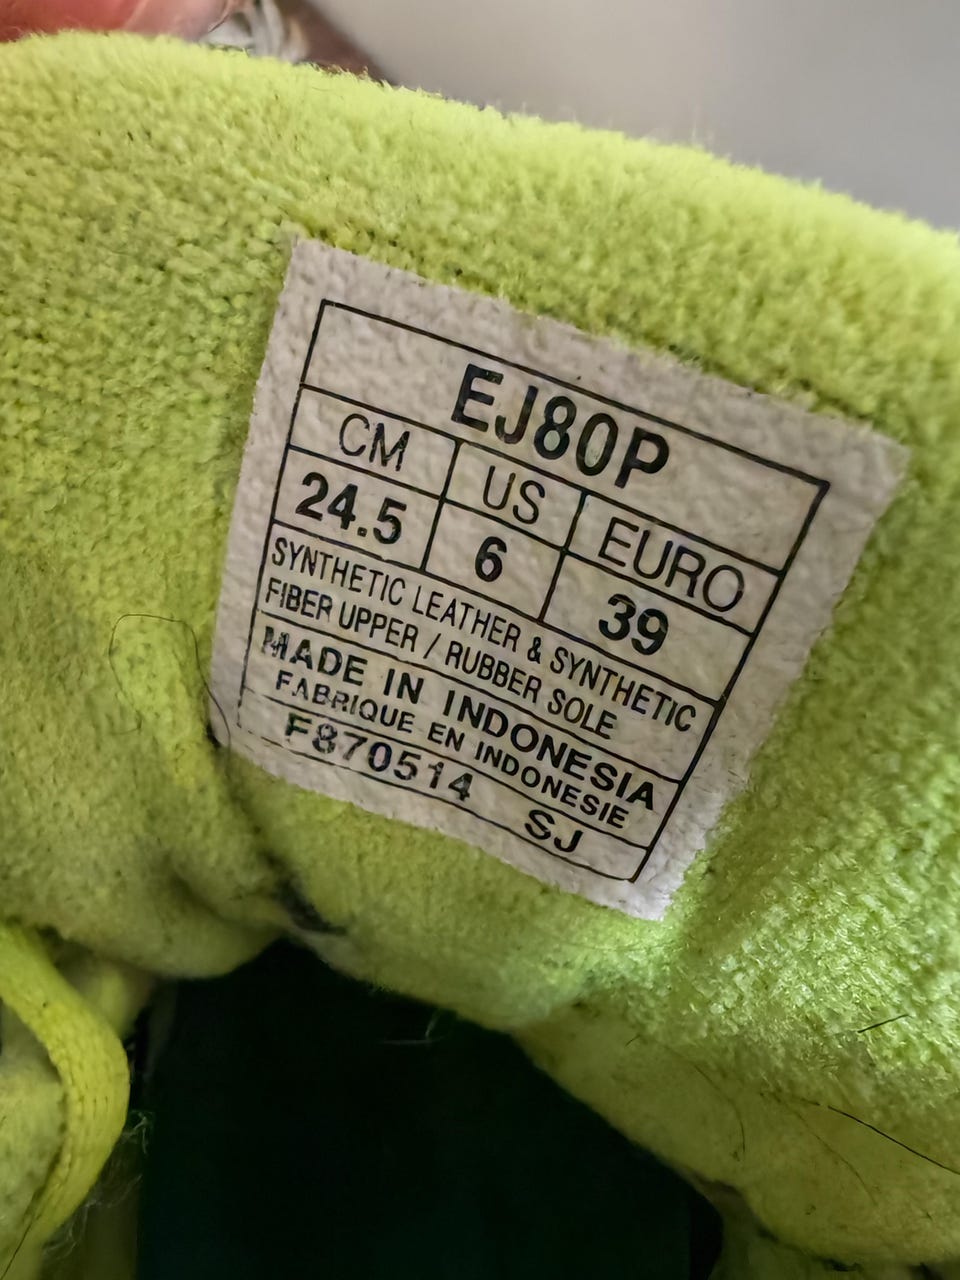 EJ80P
CM US EURO
24.5 6 39
SYNTHETIC LEATHER & SYNTHETIC
FIBER UPPER / RUBBER SOLE
MADE IN INDONESIA
FABRIQUE EN INDONESIE
F870514 SJ